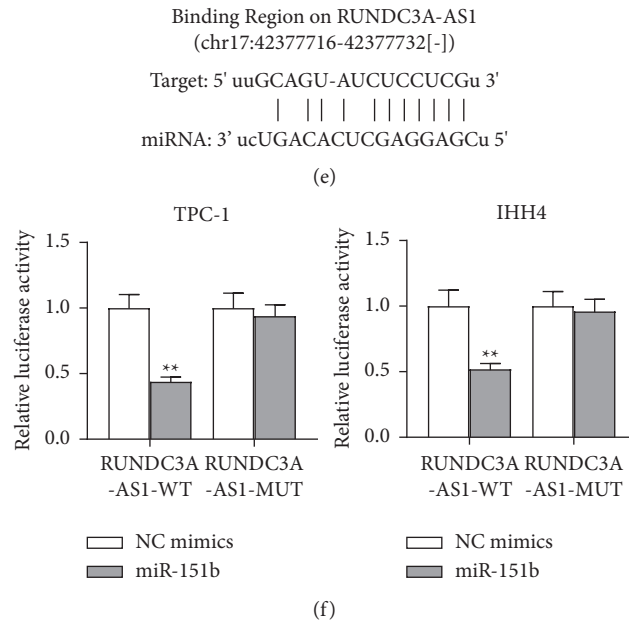 Binding Region on RUNDC3A-AS1
(chr17:42377716-42377732[-])
Target: 5' uuGCAGU-AUCUCCUCGu 3'
| | | | | | | | | | |
miRNA: 3' ucUGACACUCGAGGAGCu 5'
(e)
TPC-1
Relative luciferase activity
1.5
1.0
0.5
0.0
**
RUNDC3A
-AS1-WT
RUNDC3A
-AS1-MUT
NC mimics
miR-151b
IHH4
Relative luciferase activity
1.5
1.0
0.5
0.0
**
RUNDC3A
-AS1-WT
RUNDC3A
-AS1-MUT
NC mimics
miR-151b
(f)